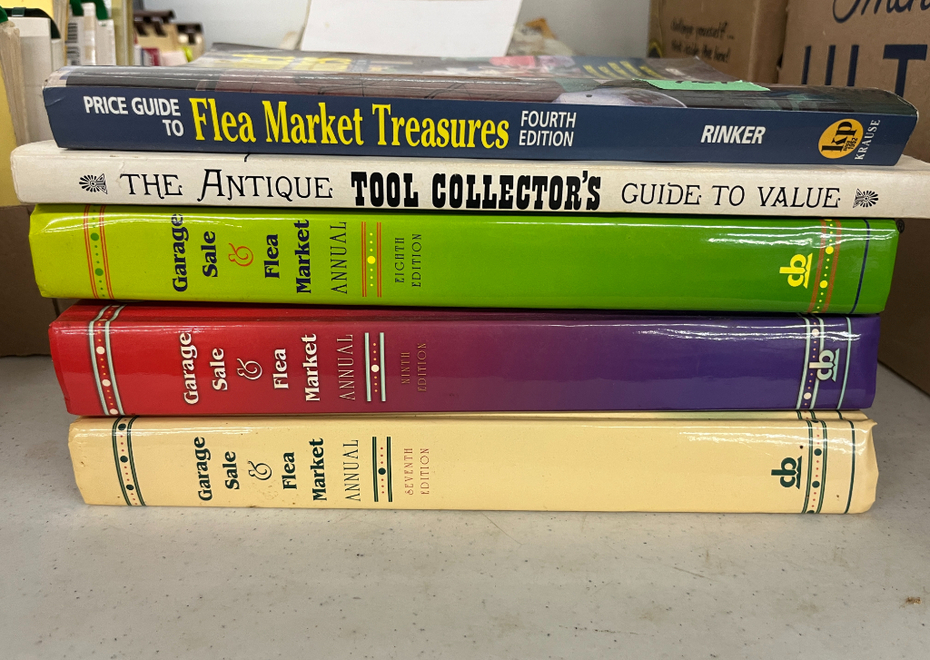 PRICE GUIDE
TO
Flea Market Treasures
FOURTH
EDITION
RINKER
kp
KRAUSE
THE ANTIQUE TOOL COLLECTOR'S GUIDE TO VALUE
Garage
Sale
&
Flea
Market
ANNUAL
EIGHTH
EDITION
cb
Garage
Sale
&
Flea
Market
ANNUAL
NINTH
EDITION
cb
Garage
Sale
&
Flea
Market
ANNUAL
SEVENTH
EDITION
cb